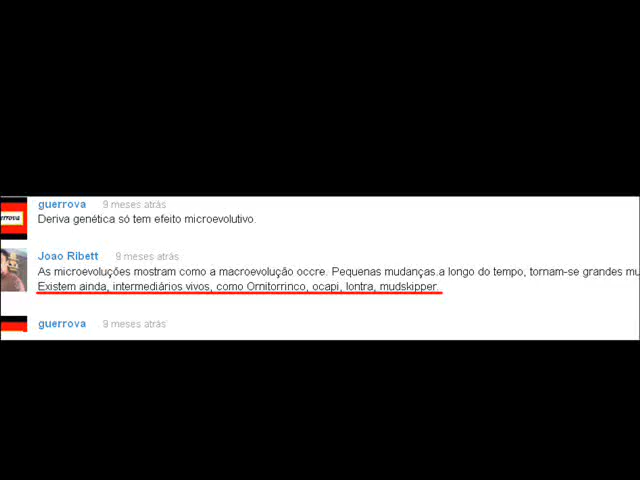 guerrova 9 meses atrás
Deriva genética só tem efeito microevolutivo.
Joao Ribett 9 meses atrás
As microevoluções mostram como a macroevolução occre. Pequenas mudanças.a longo do tempo, tornam-se grandes mu
Existem ainda, intermediários vivos, como Ornitorrinco, ocapi, lontra, mudskipper.
guerrova 9 meses atrás